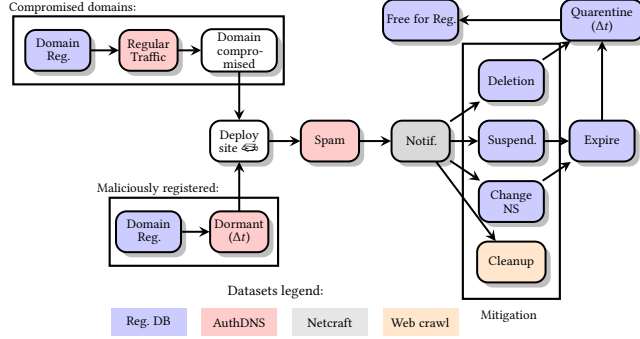 Compromised domains:
Domain
Reg.
Regular
Traffic
Domain
compro-
mised
Free for Reg.
Quarentine
(Δt)
Deletion
Deploy
site
Spam
Notif.
Suspend.
Expire
Maliciously registered:
Domain
Reg.
Dormant
(Δt)
Change
NS
Cleanup
Mitigation
Datasets legend:
Reg. DB
AuthDNS
Netcraft
Web crawl